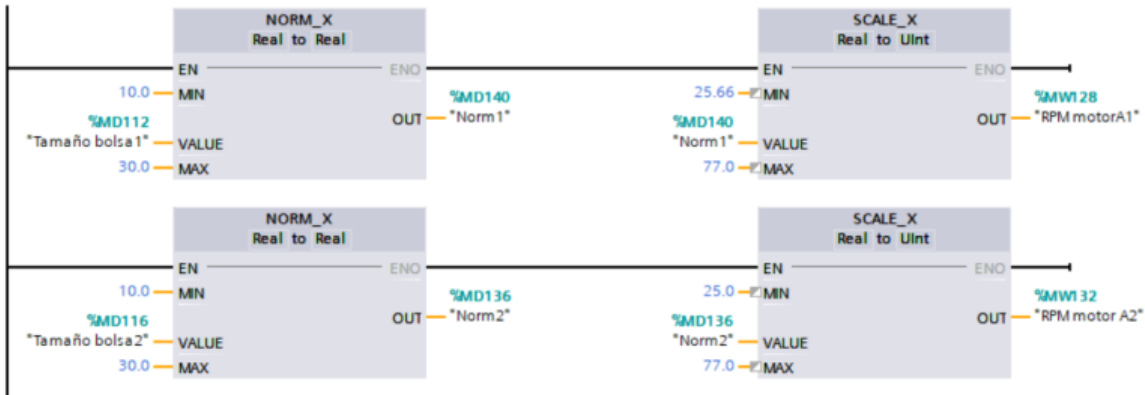 NORM_X
Real to Real
EN
ENO
10.0
MIN
%MD112
"Tamaño bolsa1"
VALUE
30.0
MAX
OUT
%MD140
"Norm1"
SCALE_X
Real to UInt
EN
ENO
25.66
MIN
%MD140
"Norm1"
VALUE
77.0
MAX
OUT
%MW128
"RPM motorA1"
NORM_X
Real to Real
EN
ENO
10.0
MIN
%MD116
"Tamaño bolsa2"
VALUE
30.0
MAX
OUT
%MD136
"Norm2"
SCALE_X
Real to UInt
EN
ENO
25.0
MIN
%MD136
"Norm2"
VALUE
77.0
MAX
OUT
%MW132
"RPM motor A2"